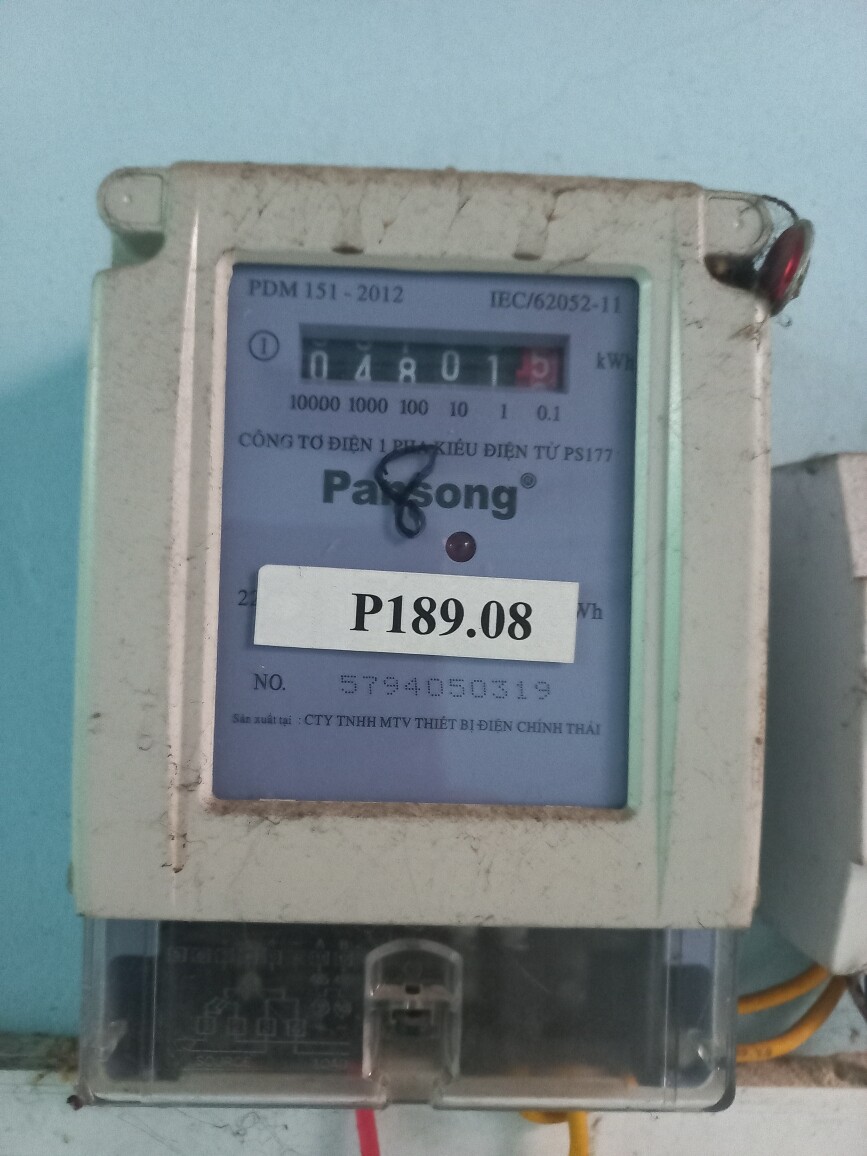 PDM 151 - 2012 IEC/62052-11
1 0 4 8 0 1 5 kWh
10000 1000 100 10 1 0.1
CÔNG TƠ ĐIỆN 1 PHA KIỂU ĐIỆN TỪ PS177
Pansong®
8
P189.08
NO. 5794050319
Sản xuất tại : CTY TNHH MTV THIẾT BỊ ĐIỆN CHÍNH THÁI